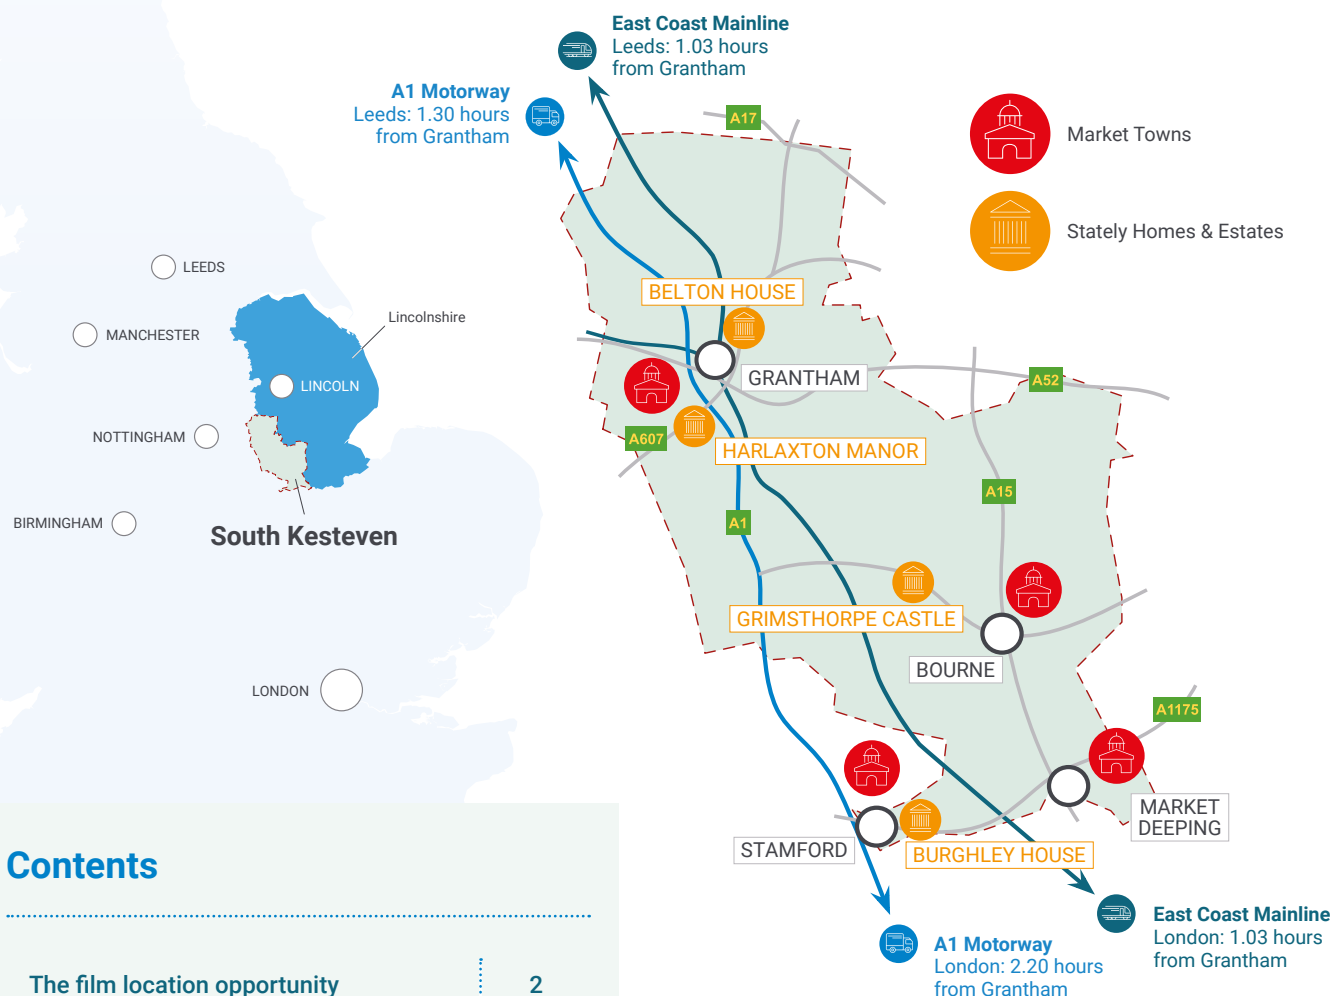 East Coast Mainline
Leeds: 1.03 hours
from Grantham
A1 Motorway
Leeds: 1.30 hours
from Grantham
A17
Market Towns
Stately Homes & Estates
LEEDS
MANCHESTER
Lincolnshire
LINCOLN
NOTTINGHAM
BIRMINGHAM
South Kesteven
LONDON
BELTON HOUSE
GRANTHAM
A52
A607
HARLAXTON MANOR
A15
A1
GRIMSTHORPE CASTLE
BOURNE
A1175
MARKET
DEEPING
STAMFORD
BURGHLEY HOUSE
East Coast Mainline
London: 1.03 hours
from Grantham
A1 Motorway
London: 2.20 hours
from Grantham
Contents
The film location opportunity 2